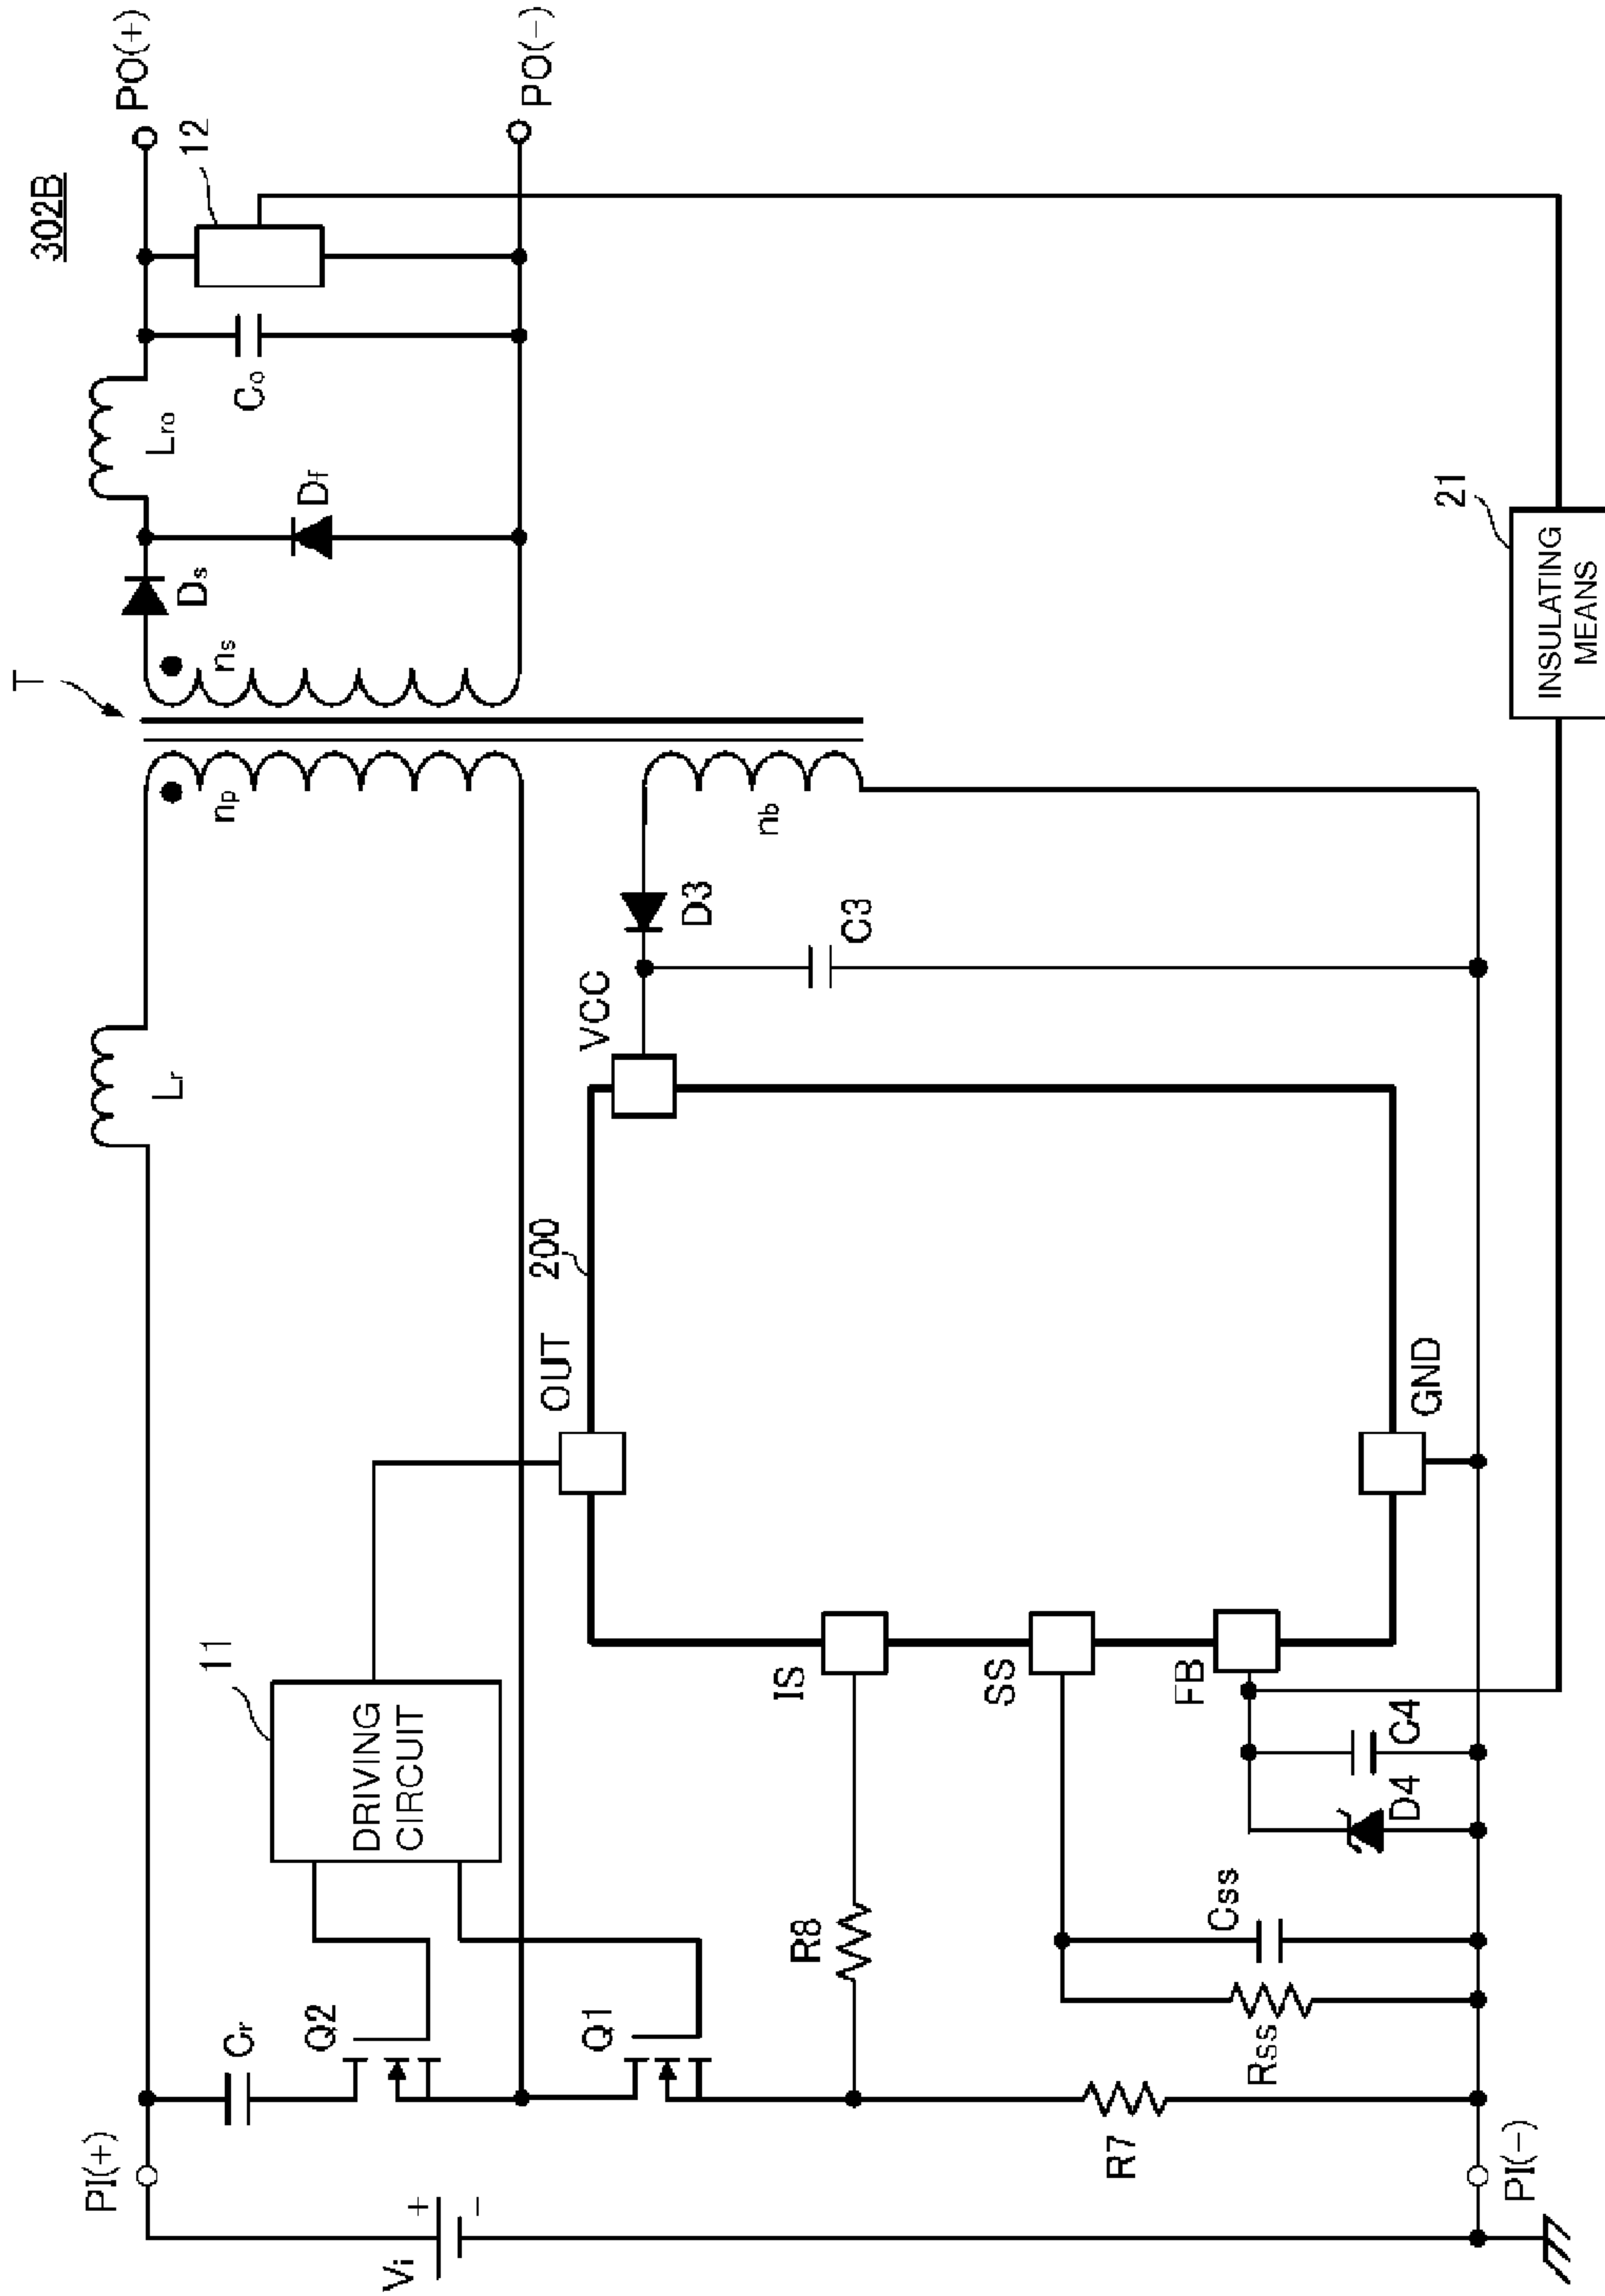 302B
T
PI(+)
Lr
Lro
PO(+)
Cr
Q2
11
DRIVING
CIRCUIT
np
ns
Ds
Df
Co
12
Vi
+
−
PO(−)
OUT
200
VCC
D3
nb
Q1
R8
IS
C3
SS
R7
Rss
Css
FB
D4
C4
GND
PI(−)
21
INSULATING
MEANS